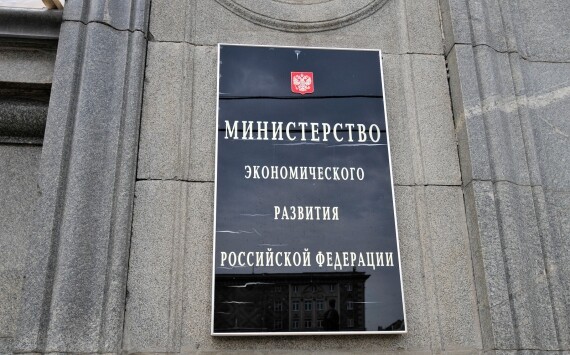 МИНИСТЕРСТВО
ЭКОНОМИЧЕСКОГО
РАЗВИТИЯ
РОССИЙСКОЙ ФЕДЕРАЦИИ